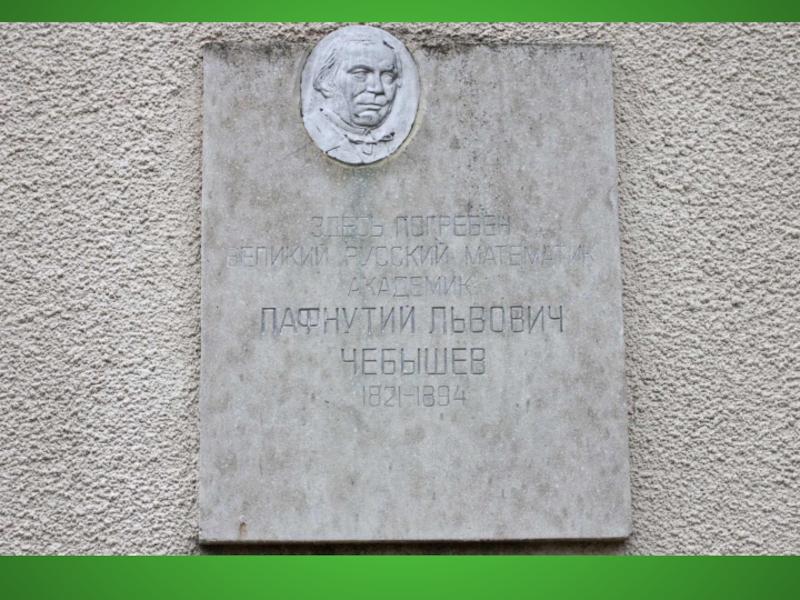 ЗДЕСЬ ПОГРЕБЕН
ВЕЛИКИЙ РУССКИЙ МАТЕМАТИК
АКАДЕМИК
ПАФНУТИЙ ЛЬВОВИЧ
ЧЕБЫШЕВ
1821-1894